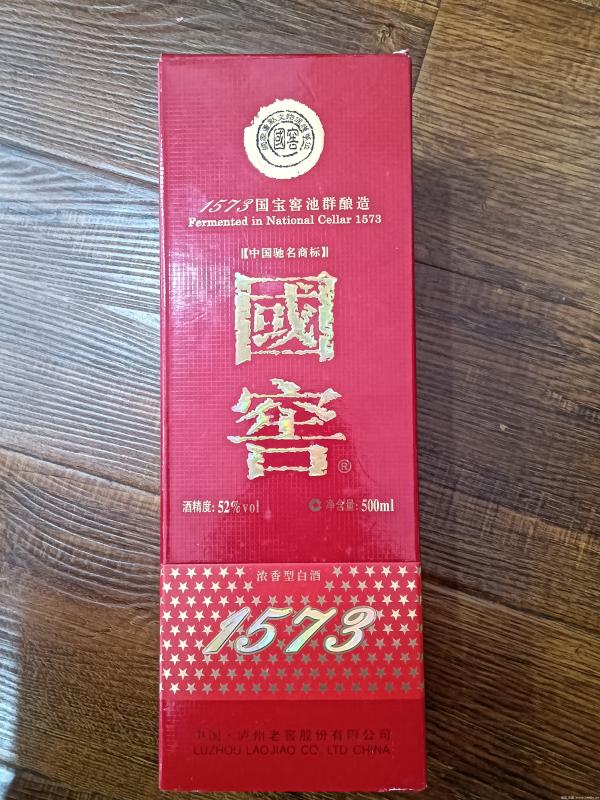 國窖
1573国宝窖池群酿造
Fermented in National Cellar 1573
【中国驰名商标】
國
窖
®
酒精度: 52%vol 净含量: 500ml
浓香型白酒
1573
中国·泸州老窖股份有限公司
LUZHOU LAOJIAO CO., LTD CHINA